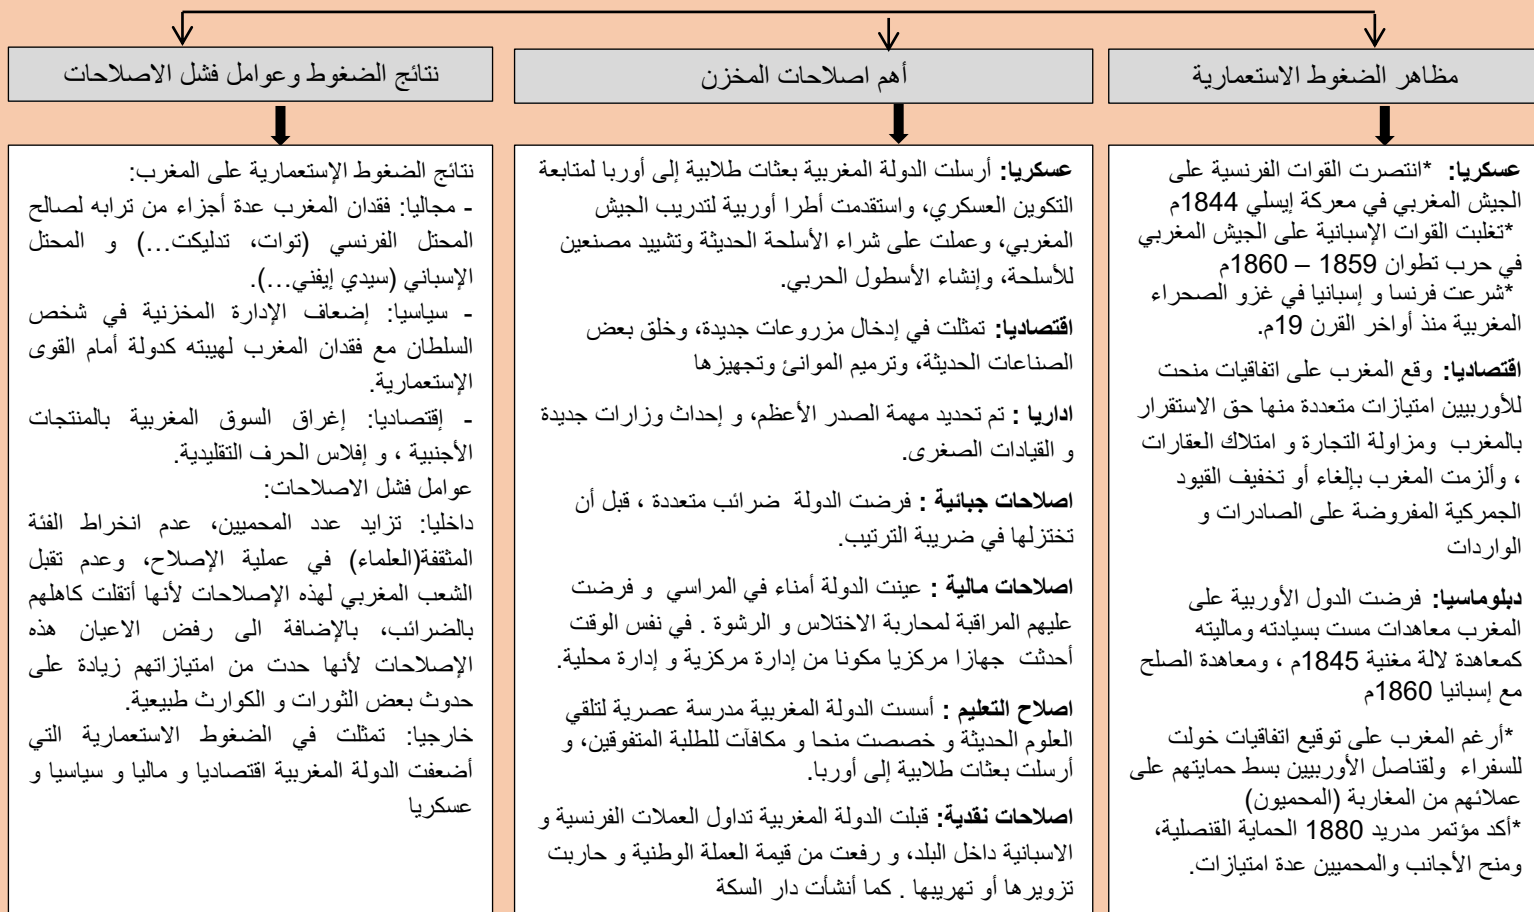 مظاهر الضغوط الاستعمارية
عسكريا: *انتصرت القوات الفرنسية على
الجيش المغربي في معركة إيسلي 1844م
*تغلبت القوات الإسبانية على الجيش المغربي
في حرب تطوان 1859 – 1860م
*شرعت فرنسا و إسبانيا في غزو الصحراء
المغربية منذ أواخر القرن 19م.
اقتصاديا: وقع المغرب على اتفاقيات منحت
للأوربيين امتيازات متعددة منها حق الاستقرار
بالمغرب ومزاولة التجارة و امتلاك العقارات
، وألزمت المغرب بإلغاء أو تخفيف القيود
الجمركية المفروضة على الصادرات و
الواردات
دبلوماسيا: فرضت الدول الأوربية على
المغرب معاهدات مست بسيادته وماليته
كمعاهدة لالة مغنية 1845م ، ومعاهدة الصلح
مع إسبانيا 1860م
*أرغم المغرب على توقيع اتفاقيات خولت
للسفراء ولقناصل الأوربيين بسط حمايتهم على
عملائهم من المغاربة (المحميون)
*أكد مؤتمر مدريد 1880 الحماية القنصلية،
ومنح الأجانب والمحميين عدة امتيازات.
أهم اصلاحات المخزن
عسكريا: أرسلت الدولة المغربية بعثات طلابية إلى أوربا لمتابعة
التكوين العسكري، واستقدمت أطرا أوربية لتدريب الجيش
المغربي، وعملت على شراء الأسلحة الحديثة وتشييد مصنعين
للأسلحة، وإنشاء الأسطول الحربي.
اقتصاديا: تمثلت في إدخال مزروعات جديدة، وخلق بعض
الصناعات الحديثة، وترميم الموانئ وتجهيزها
اداريا : تم تحديد مهمة الصدر الأعظم، و إحداث وزارات جديدة
و القيادات الصغرى.
اصلاحات جبائية : فرضت الدولة ضرائب متعددة ، قبل أن
تختزلها في ضريبة الترتيب.
اصلاحات مالية : عينت الدولة أمناء في المراسي و فرضت
عليهم المراقبة لمحاربة الاختلاس و الرشوة . في نفس الوقت
أحدثت جهازا مركزيا مكونا من إدارة مركزية و إدارة محلية.
اصلاح التعليم : أسست الدولة المغربية مدرسة عصرية لتلقي
العلوم الحديثة و خصصت منحا و مكافآت للطلبة المتفوقين، و
أرسلت بعثات طلابية إلى أوربا.
اصلاحات نقدية: قبلت الدولة المغربية تداول العملات الفرنسية و
الاسبانية داخل البلد، و رفعت من قيمة العملة الوطنية و حاربت
تزويرها أو تهريبها . كما أنشأت دار السكة
نتائج الضغوط وعوامل فشل الاصلاحات
نتائج الضغوط الإستعمارية على المغرب:
- مجاليا: فقدان المغرب عدة أجزاء من ترابه لصالح
المحتل الفرنسي (توات، تدليكت…) و المحتل
الإسباني (سيدي إيفني…).
- سياسيا: إضعاف الإدارة المخزنية في شخص
السلطان مع فقدان المغرب لهيبته كدولة أمام القوى
الإستعمارية.
- إقتصاديا: إغراق السوق المغربية بالمنتجات
الأجنبية ، و إفلاس الحرف التقليدية.
عوامل فشل الاصلاحات:
داخليا: تزايد عدد المحميين، عدم انخراط الفئة
المثقفة(العلماء) في عملية الإصلاح، وعدم تقبل
الشعب المغربي لهذه الإصلاحات لأنها أتقلت كاهلهم
بالضرائب، بالإضافة الى رفض الاعيان هذه
الإصلاحات لأنها حدت من امتيازاتهم زيادة على
حدوث بعض الثورات و الكوارث طبيعية.
خارجيا: تمثلت في الضغوط الاستعمارية التي
أضعفت الدولة المغربية اقتصاديا و ماليا و سياسيا و
عسكريا